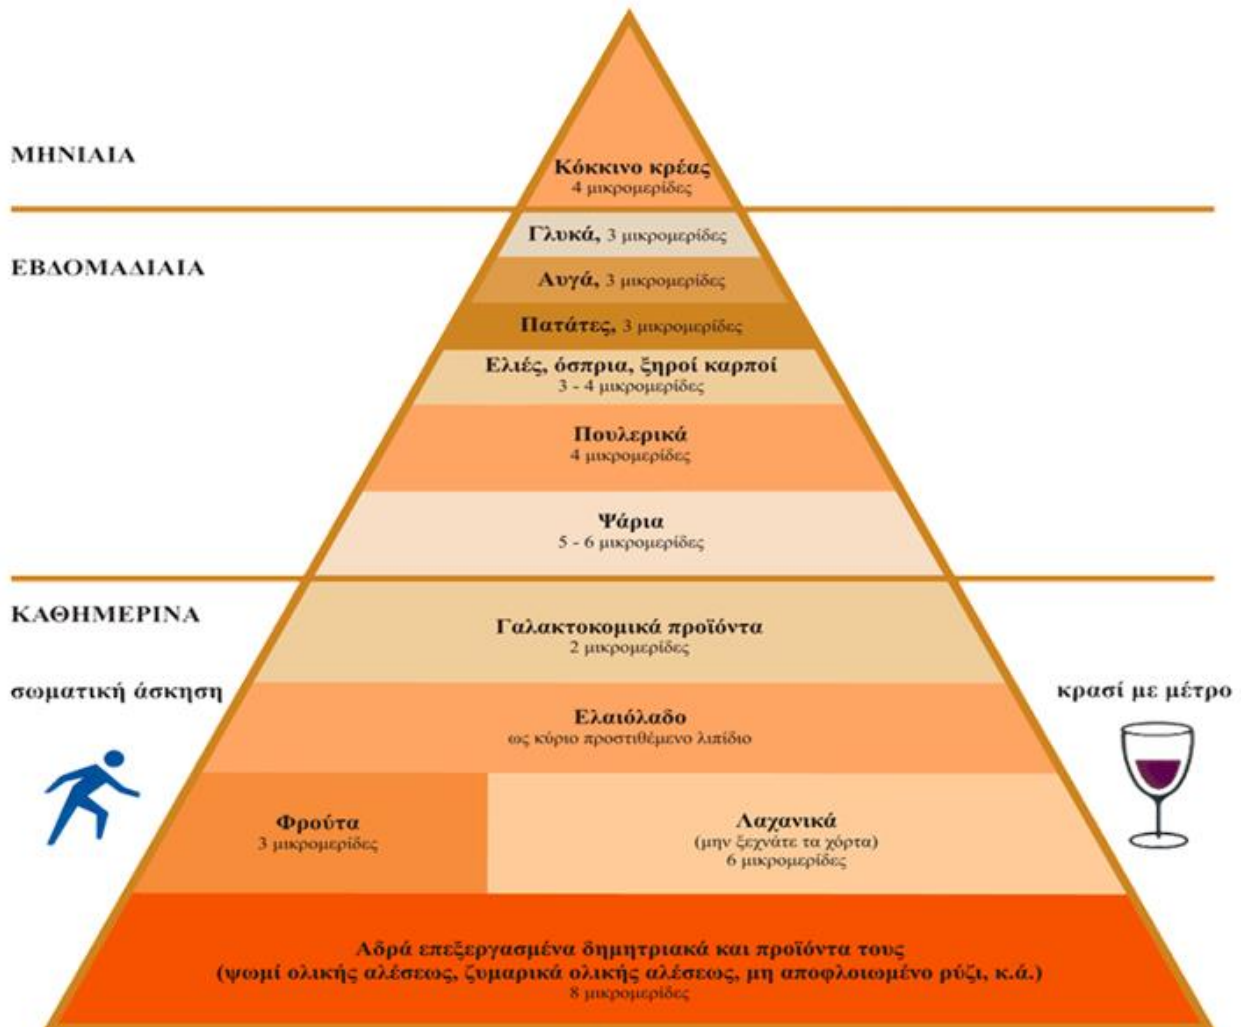 ΜΗΝΙΑΙΑ
Κόκκινο κρέας
4 μικρομερίδες
ΕΒΔΟΜΑΔΙΑΙΑ
Γλυκά, 3 μικρομερίδες
Αυγά, 3 μικρομερίδες
Πατάτες, 3 μικρομερίδες
Ελιές, όσπρια, ξηροί καρποί
3 - 4 μικρομερίδες
Πουλερικά
4 μικρομερίδες
Ψάρια
5 - 6 μικρομερίδες
ΚΑΘΗΜΕΡΙΝΑ
Γαλακτοκομικά προϊόντα
2 μικρομερίδες
σωματική άσκηση
κρασί με μέτρο
Ελαιόλαδο
ως κύριο προστιθέμενο λιπίδιο
Φρούτα
3 μικρομερίδες
Λαχανικά
(μην ξεχνάτε τα χόρτα)
6 μικρομερίδες
Αδρά επεξεργασμένα δημητριακά και προϊόντα τους
(ψωμί ολικής αλέσεως, ζυμαρικά ολικής αλέσεως, μη αποφλοιωμένο ρύζι, κ.ά.)
8 μικρομερίδες